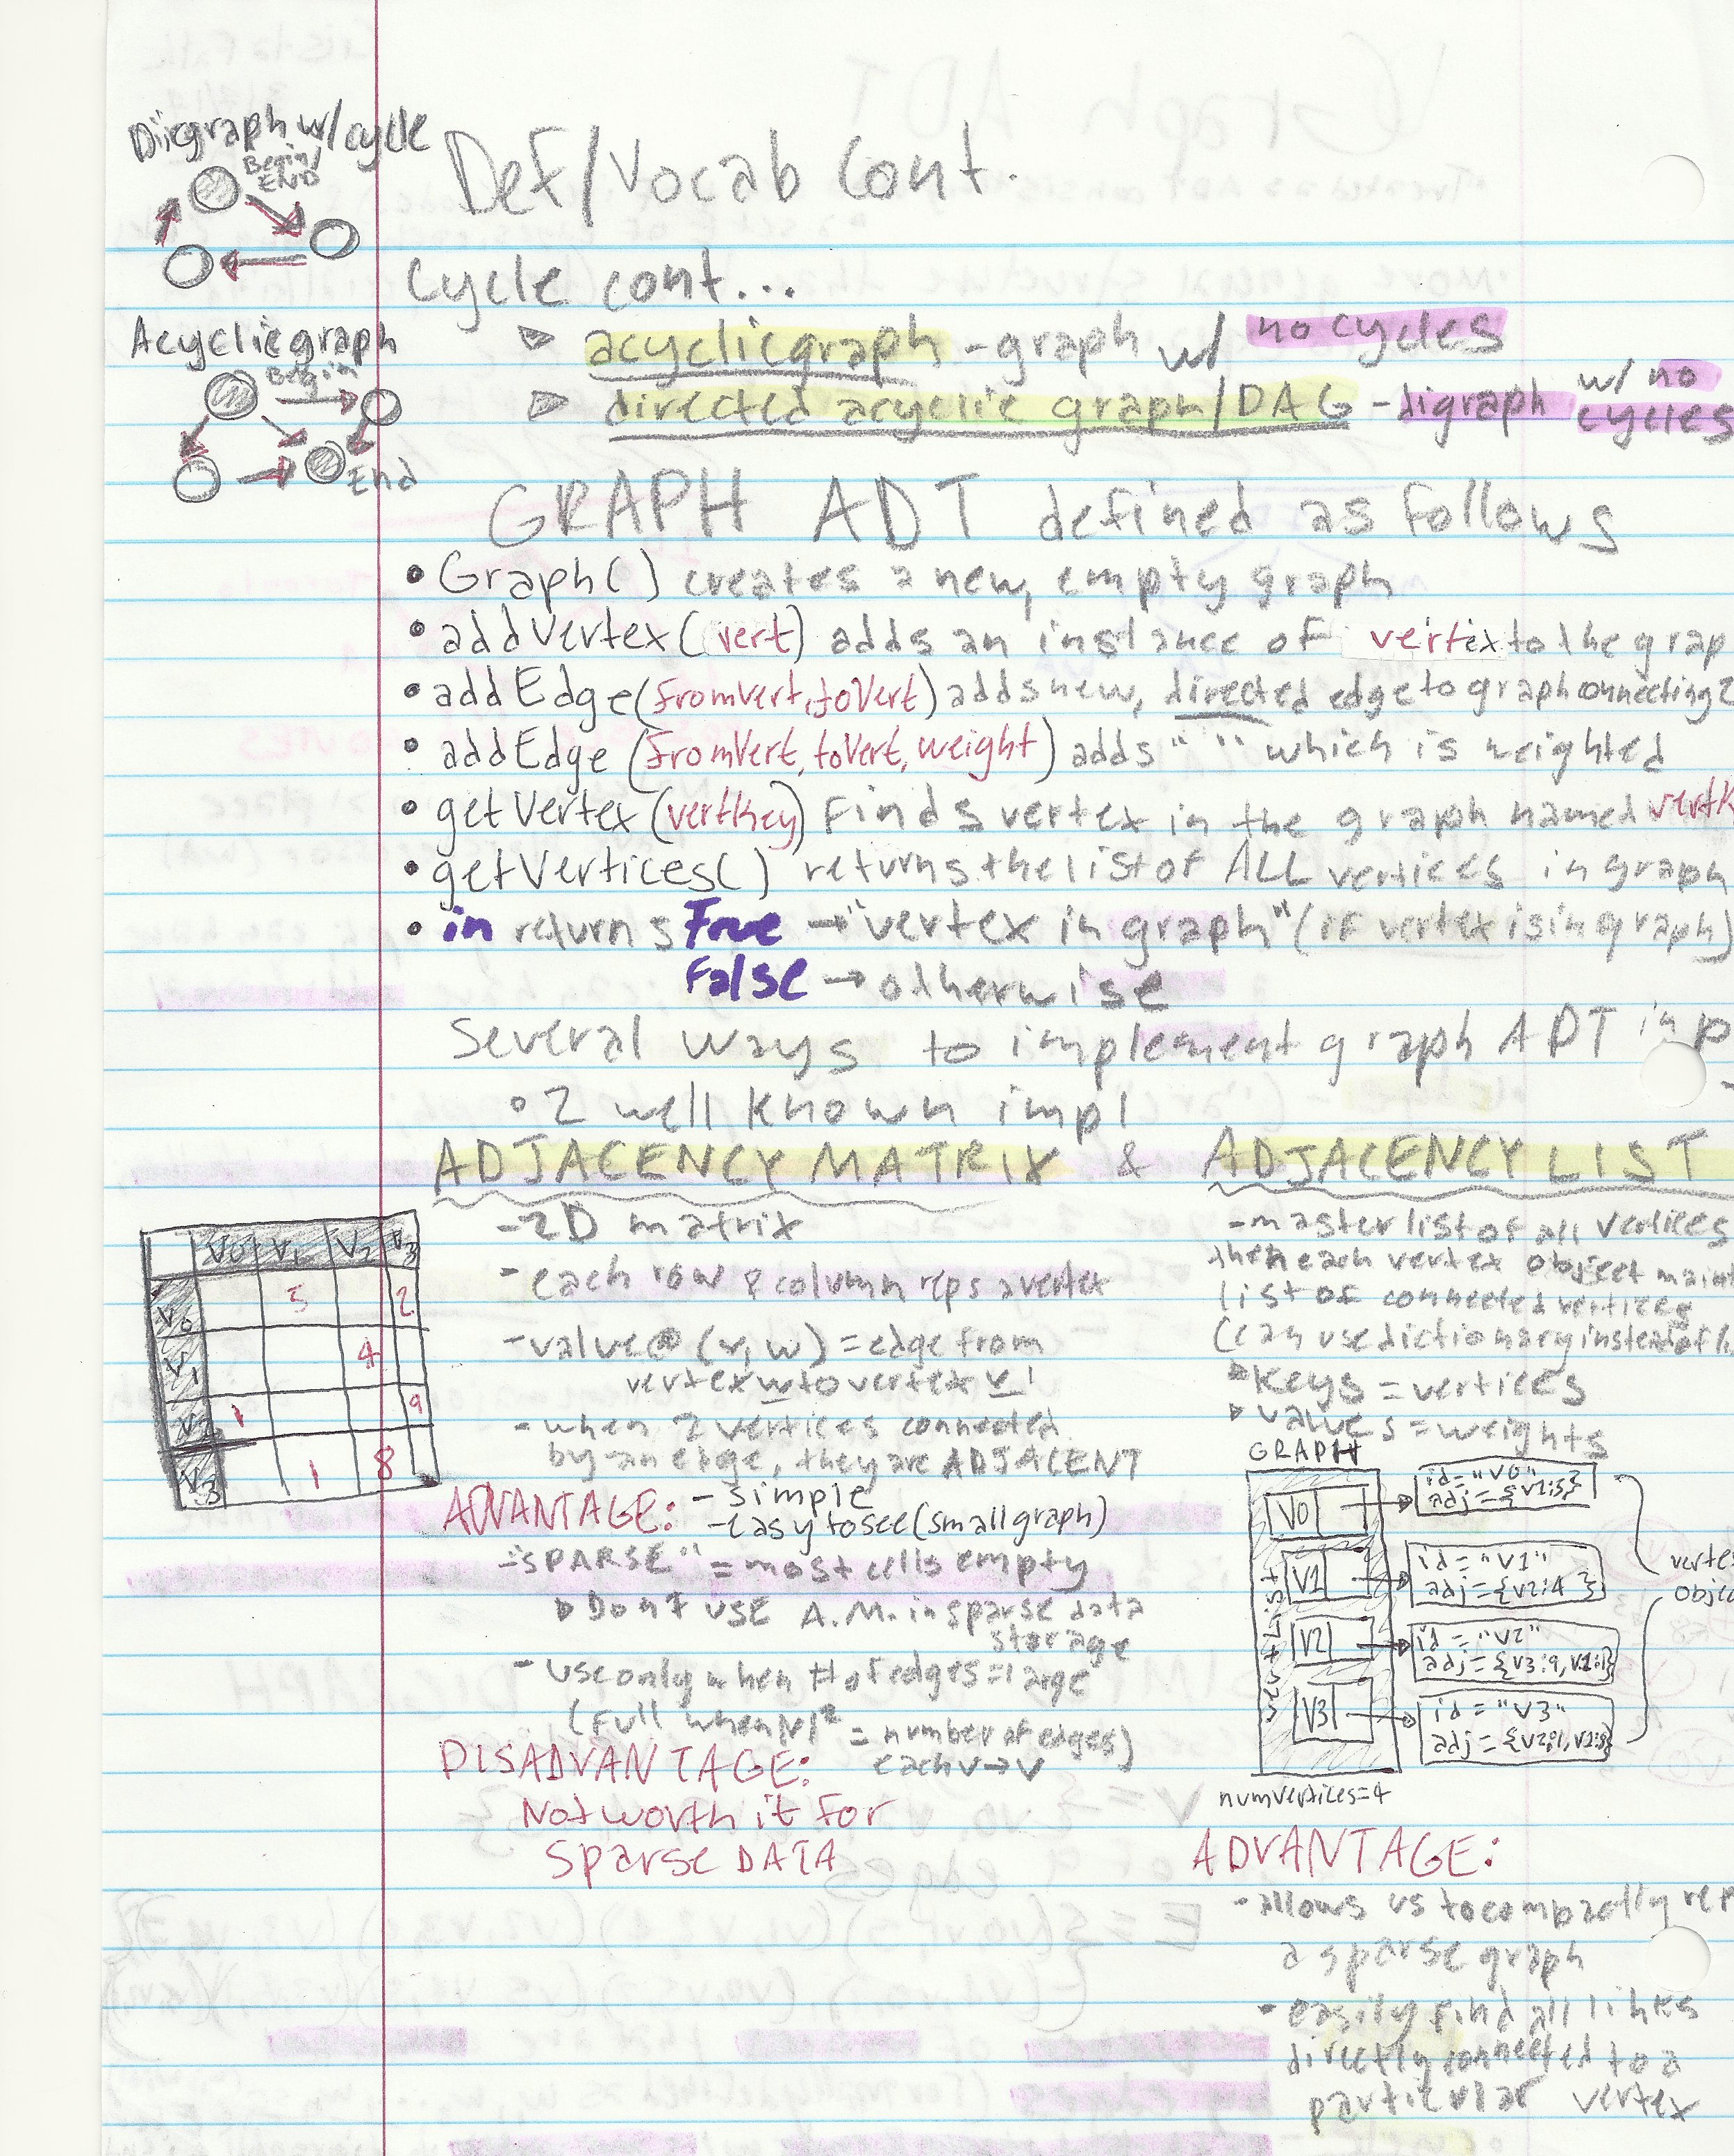 Diigraph w/cycle
Begin/
END
Def/Vocab Cont.
Cycle cont...
Acyclicgraph
Begin
End
acyclicgraph - graph w/ no cycles
directed acyclic graph/DAG - digraph w/ no
cycles
GRAPH ADT defined as follows
• Graph() creates a new, empty graph
• addVertex(vert) adds an instance of vertex to the grap
• addEdge(fromVert, toVert) adds new, directed edge to graph connecting 2
• addEdge (fromVert, toVert, weight) adds " " which is weighted
• getVertex(vertKey) Finds vertex in the graph named vertK
• getVertices() returns the list of ALL vertices in graph
• in returns True → "vertex in graph" (if vertex is in graph)
False → otherwise
Several ways to implement graph ADT in p
• 2 well known impl
ADJACENCY MATRIX & ADJACENCY LIST
V0 V1 V2 V3
V0 5 2
V1 4
V2 1 9
V3 1 8
- 2D matrix
- each row & column reps a vertex
- value @ (v, w) = edge from
vertex w to vertex v
- when 2 vertices connected
by an edge, they are ADJACENT
ADVANTAGE: - simple
- easy to see (small graph)
- "SPARSE" = most cells empty
Don't USE A.M. in sparse data
storage
- use only when # of edges = large
(full when |V|² = number of edges)
each v→v
DISADVANTAGE:
Not worth it for
Sparse DATA
- master list of all vertices
then each vertex object maint
list of connected vertices
(can use dictionary instead of li
Keys = vertices
values = weights
GRAPH
vertList
V0 id = "V0"
adj = {V1:5}
V1 id = "V1"
adj = {V2:4}
V2 id = "V2"
adj = {V3:9, V1:1}
V3 id = "V3"
adj = {V2:1, V1:8}
verte
objec
numVertices=4
ADVANTAGE:
- allows us to compactly rep
a sparse graph
- easily find all links
directly connected to a
particular vertex